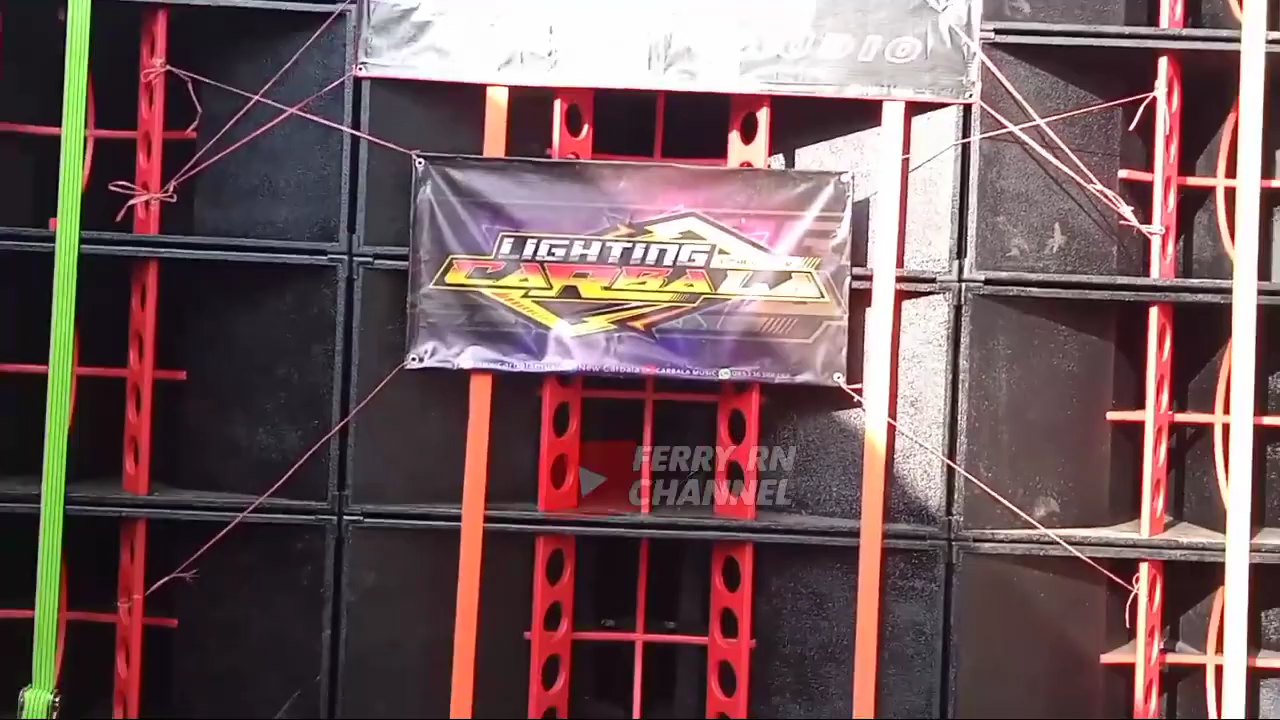 AUDIO
LIGHTING
CARBALA
New Carbala
CARBALA MUSIC
FERRY RN
CHANNEL